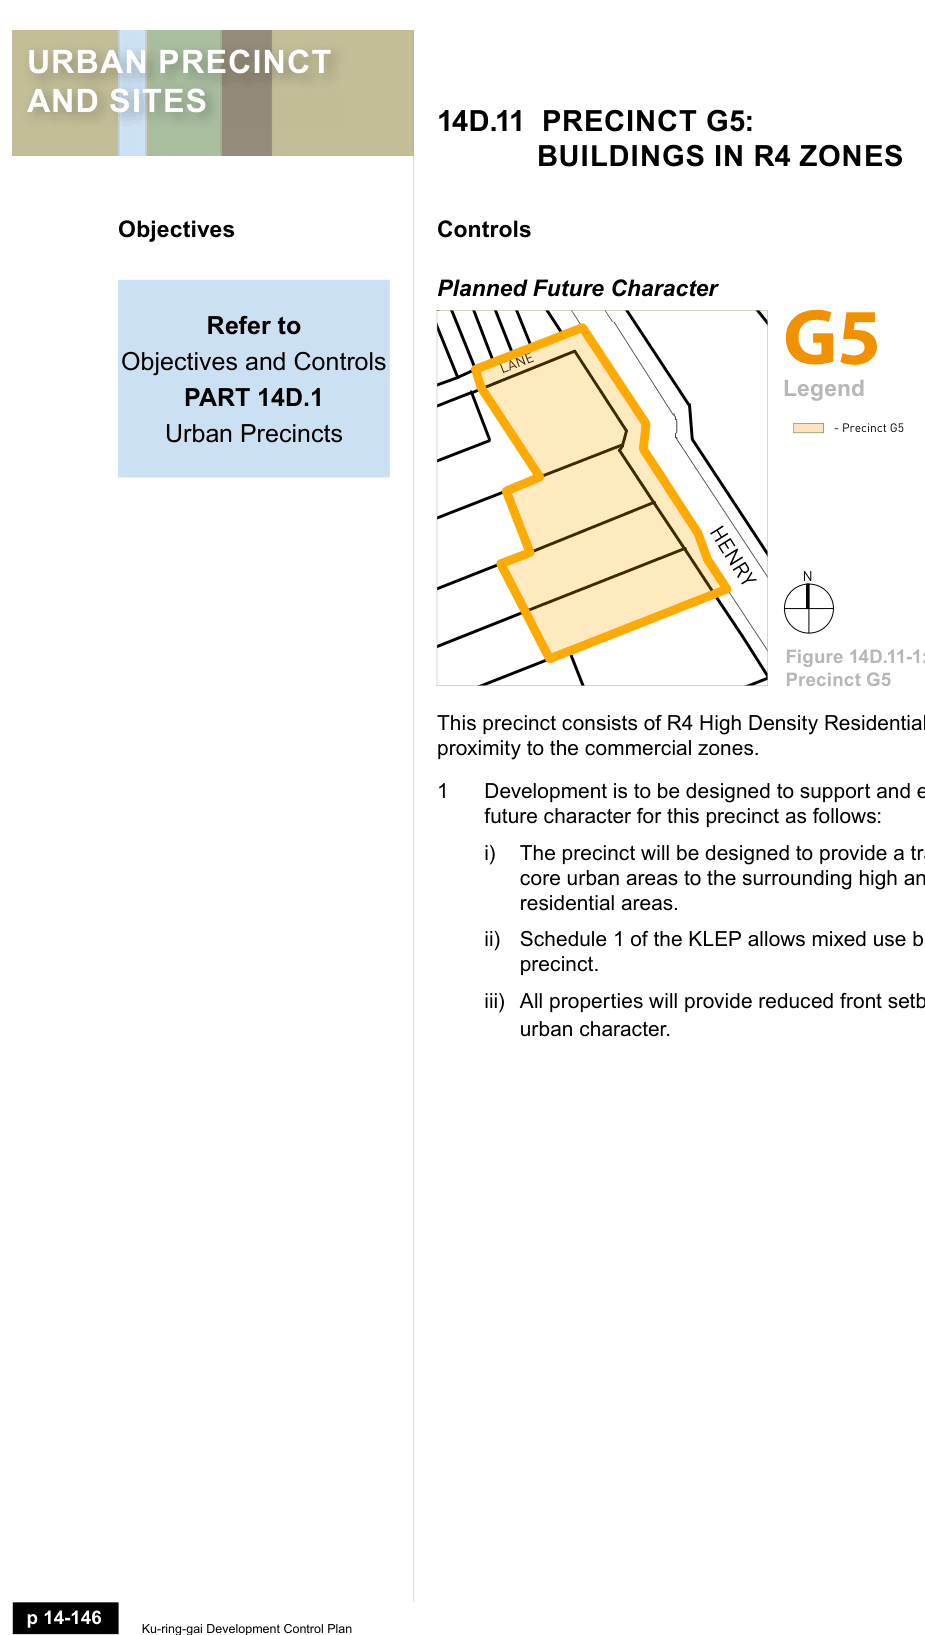 URBAN PRECINCT
AND SITES
14D.11 PRECINCT G5:
BUILDINGS IN R4 ZONES
Objectives
Refer to
Objectives and Controls
PART 14D.1
Urban Precincts
Controls
Planned Future Character
LANE
HENRY
G5
Legend
- Precinct G5
N
Figure 14D.11-1:
Precinct G5
This precinct consists of R4 High Density Residential
proximity to the commercial zones.
1 Development is to be designed to support and
future character for this precinct as follows:
i) The precinct will be designed to provide a
core urban areas to the surrounding high
residential areas.
ii) Schedule 1 of the KLEP allows mixed use
precinct.
iii) All properties will provide reduced front
urban character.
p 14-146
Ku-ring-gai Development Control Plan